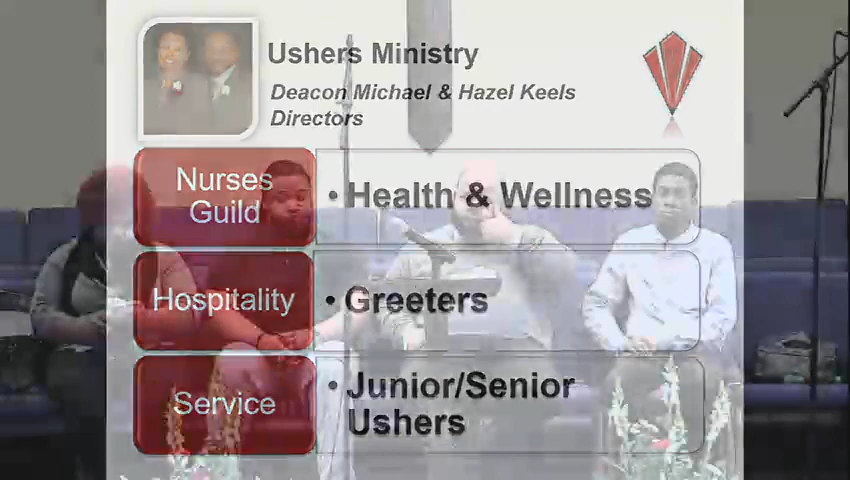 Ushers Ministry
Deacon Michael & Hazel Keels
Directors
Nurses
Guild
• Health & Wellness
Hospitality
• Greeters
Service
• Junior/Senior
Ushers